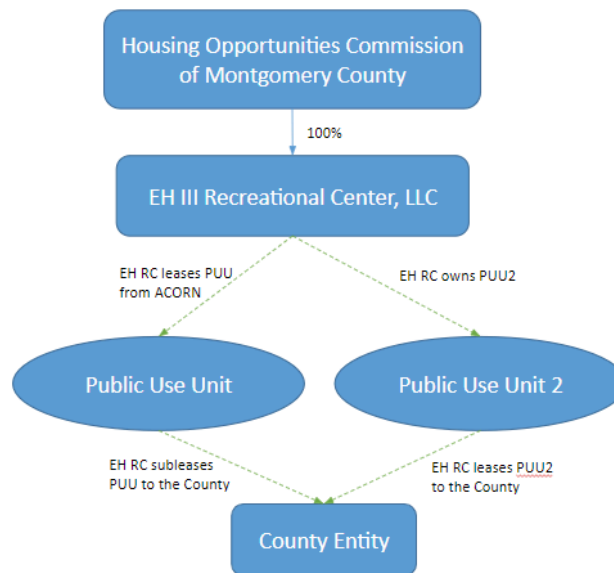 Housing Opportunities Commission
of Montgomery County
100%
EH III Recreational Center, LLC
EH RC leases PUU
from ACORN
EH RC owns PUU2
Public Use Unit
Public Use Unit 2
EH RC subleases
PUU to the County
EH RC leases PUU2
to the County
County Entity